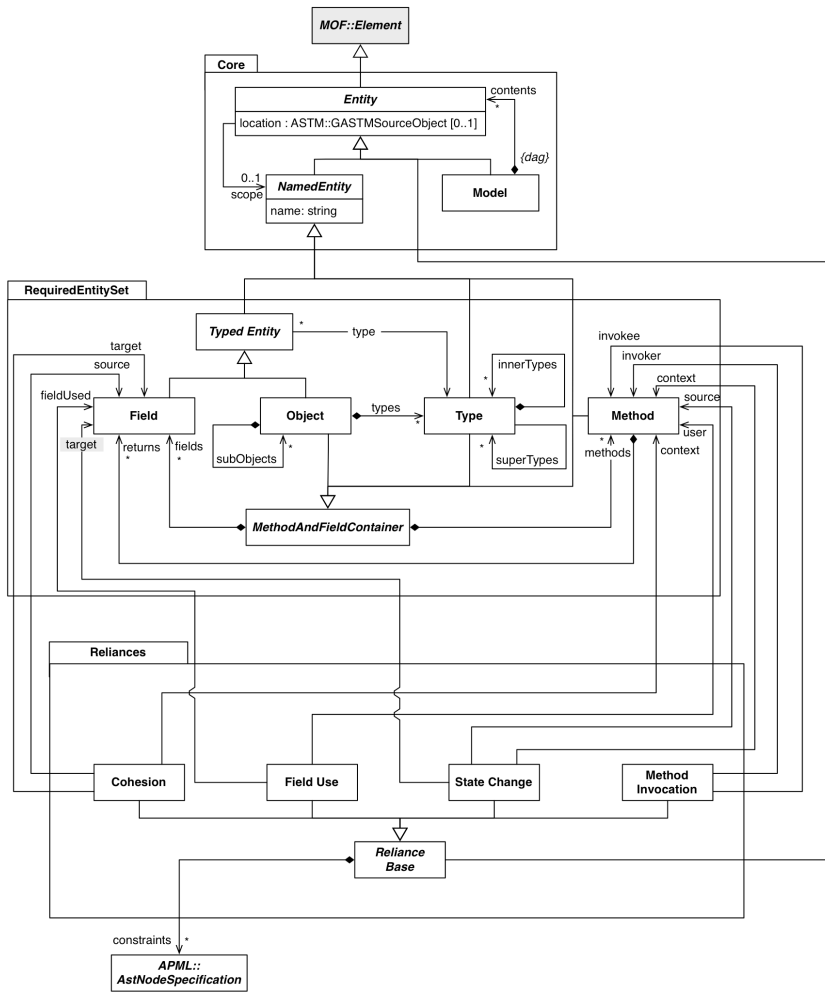 MOF::Element
Core
Entity
contents
*
location : ASTM::GASTMSourceObject [0..1]
{dag}
0..1
scope
NamedEntity
name: string
Model
RequiredEntitySet
Typed Entity
*
type
target
source
fieldUsed
target
returns
*
fields
*
Field
Object
subObjects
*
types
*
Type
innerTypes
*
*
superTypes
invokee
invoker
context
source
user
context
Method
*
methods
MethodAndFieldContainer
Reliances
Cohesion
Field Use
State Change
Method
Invocation
Reliance
Base
constraints
*
APML::
AstNodeSpecification